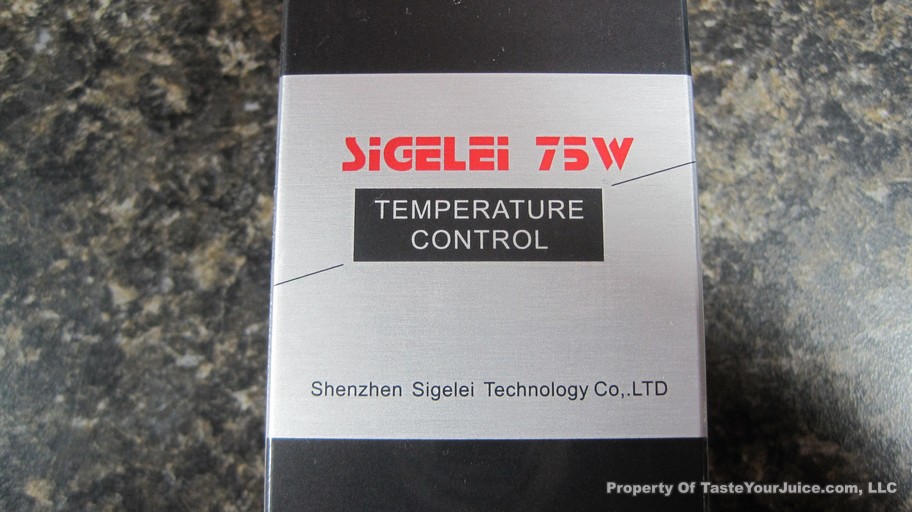 SiGELEi 75W
TEMPERATURE
CONTROL
Shenzhen Sigelei Technology Co,.LTD
Property Of TasteYourJuice.com, LLC